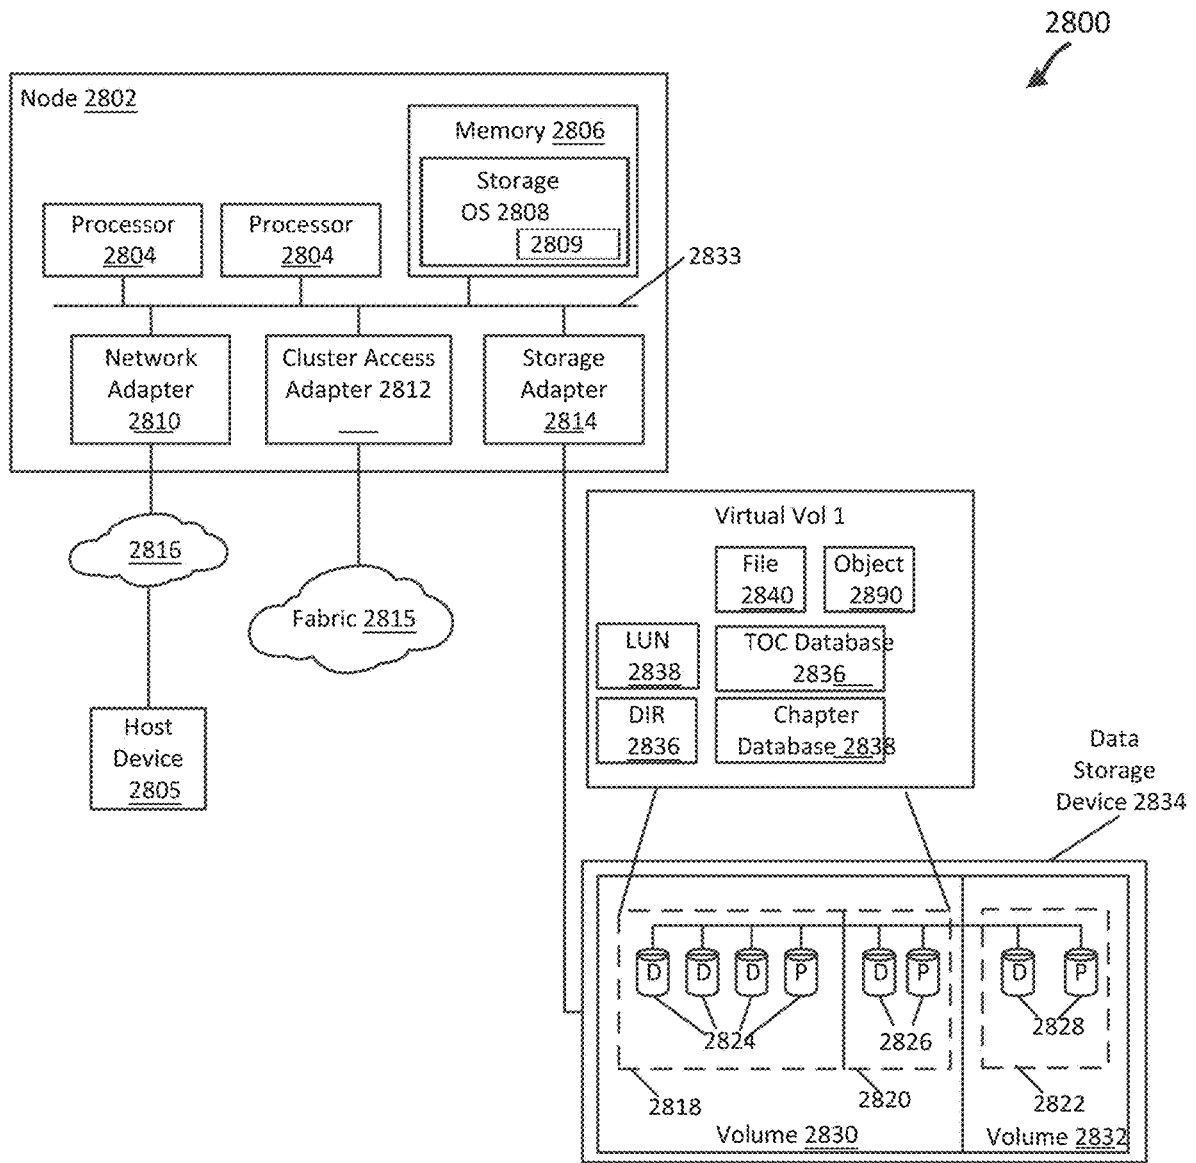 2800
Node 2802
Memory 2806
Storage
OS 2808
2809
Processor
2804
Processor
2804
2833
Network
Adapter
2810
Cluster Access
Adapter 2812
Storage
Adapter
2814
2816
Fabric 2815
Host
Device
2805
Virtual Vol 1
File
2840
Object
2890
LUN
2838
TOC Database
2836
DIR
2836
Chapter
Database 2838
Data
Storage
Device 2834
D
D
D
P
D
P
D
P
2824
2826
2828
2818
2820
2822
Volume 2830
Volume 2832